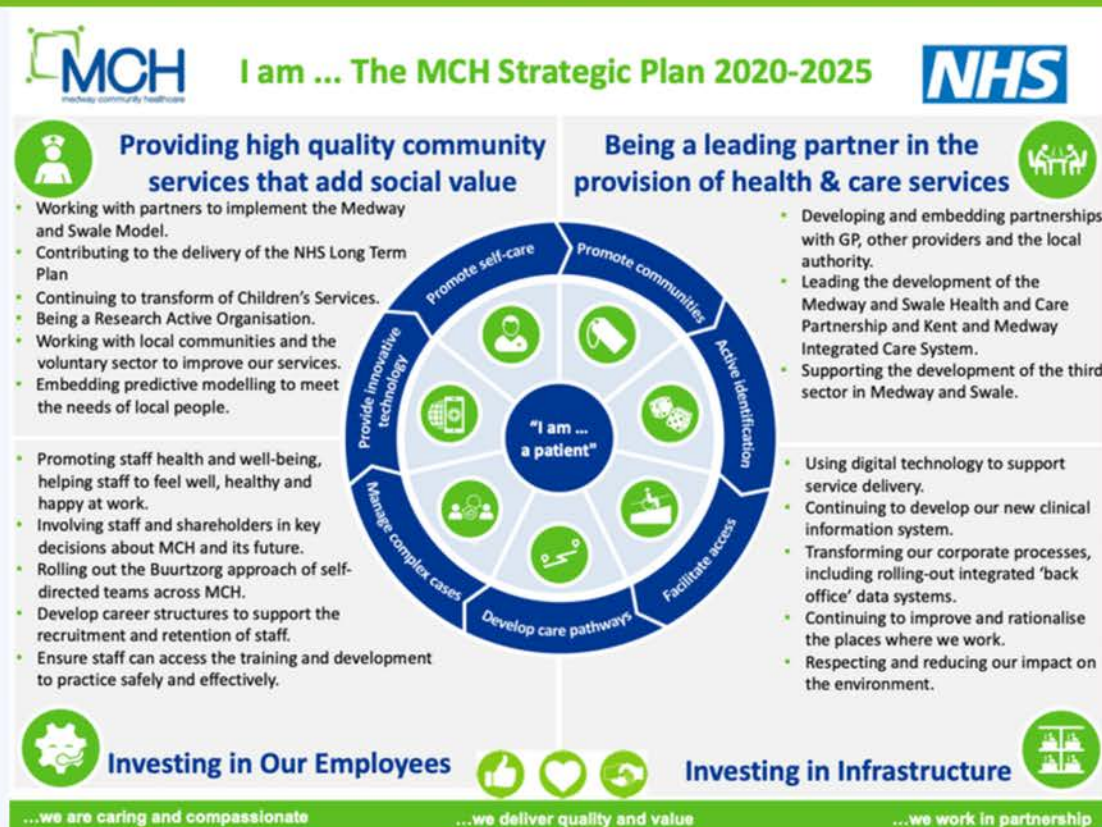 MCH
medway community healthcare
I am ... The MCH Strategic Plan 2020-2025
NHS
Providing high quality community
services that add social value
• Working with partners to implement the Medway
and Swale Model.
• Contributing to the delivery of the NHS Long Term
Plan
• Continuing to transform of Children's Services.
• Being a Research Active Organisation.
• Working with local communities and the
voluntary sector to improve our services.
• Embedding predictive modelling to meet
the needs of local people.
Being a leading partner in the
provision of health & care services
• Developing and embedding partnerships
with GP, other providers and the local
authority.
• Leading the development of the
Medway and Swale Health and Care
Partnership and Kent and Medway
Integrated Care System.
• Supporting the development of the third
sector in Medway and Swale.
Promote self-care
Promote communities
Active identification
Facilitate access
Develop care pathways
Manage complex cases
Provide innovative
technology
"I am ...
a patient"
• Promoting staff health and well-being,
helping staff to feel well, healthy and
happy at work.
• Involving staff and shareholders in key
decisions about MCH and its future.
• Rolling out the Buurtzorg approach of self-
directed teams across MCH.
• Develop career structures to support the
recruitment and retention of staff.
• Ensure staff can access the training and development
to practice safely and effectively.
Investing in Our Employees
• Using digital technology to support
service delivery.
• Continuing to develop our new clinical
information system.
• Transforming our corporate processes,
including rolling-out integrated 'back
office' data systems.
• Continuing to improve and rationalise
the places where we work.
• Respecting and reducing our impact on
the environment.
Investing in Infrastructure
...we are caring and compassionate
...we deliver quality and value
...we work in partnership